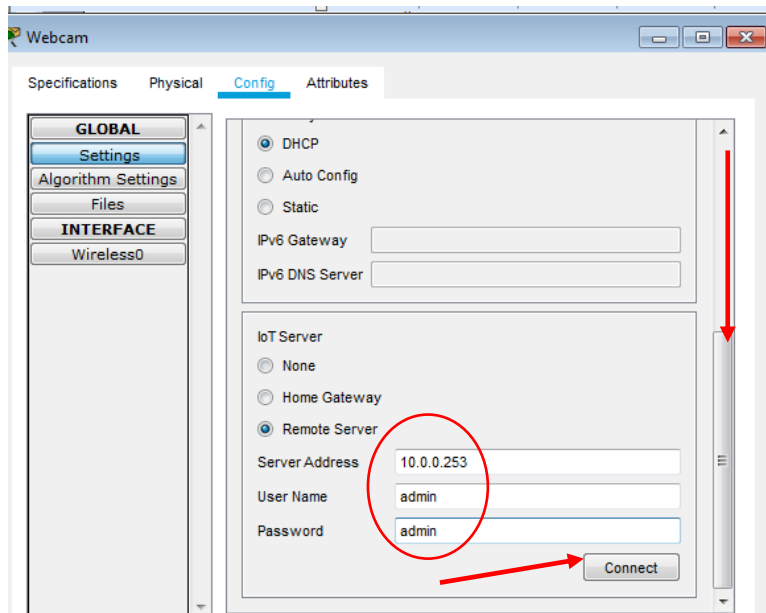 Webcam
Specifications Physical Config Attributes
GLOBAL
Settings
Algorithm Settings
Files
INTERFACE
Wireless0
DHCP
Auto Config
Static
IPv6 Gateway
IPv6 DNS Server
IoT Server
None
Home Gateway
Remote Server
Server Address 10.0.0.253
User Name admin
Password admin
Connect